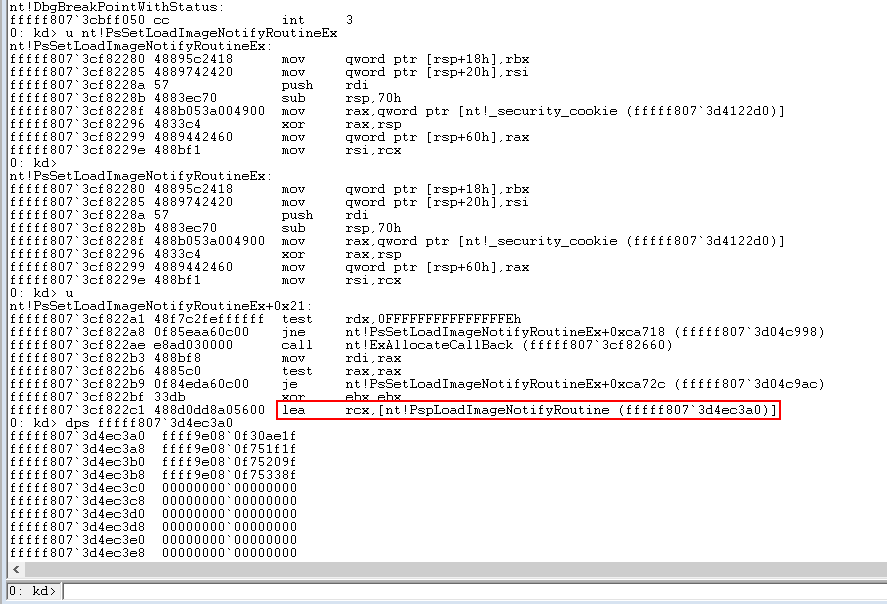 nt!DbgBreakPointWithStatus:
fffff807`3cbff050 cc              int     3
0: kd> u nt!PsSetLoadImageNotifyRoutineEx
nt!PsSetLoadImageNotifyRoutineEx:
fffff807`3cf82280 48895c2418      mov     qword ptr [rsp+18h],rbx
fffff807`3cf82285 4889742420      mov     qword ptr [rsp+20h],rsi
fffff807`3cf8228a 57              push    rdi
fffff807`3cf8228b 4883ec70        sub     rsp,70h
fffff807`3cf8228f 488b053a004900  mov     rax,qword ptr [nt!_security_cookie (fffff807`3d4122d0)]
fffff807`3cf82296 4833c4          xor     rax,rsp
fffff807`3cf82299 4889442460      mov     qword ptr [rsp+60h],rax
fffff807`3cf8229e 488bf1          mov     rsi,rcx
0: kd>
nt!PsSetLoadImageNotifyRoutineEx:
fffff807`3cf82280 48895c2418      mov     qword ptr [rsp+18h],rbx
fffff807`3cf82285 4889742420      mov     qword ptr [rsp+20h],rsi
fffff807`3cf8228a 57              push    rdi
fffff807`3cf8228b 4883ec70        sub     rsp,70h
fffff807`3cf8228f 488b053a004900  mov     rax,qword ptr [nt!_security_cookie (fffff807`3d4122d0)]
fffff807`3cf82296 4833c4          xor     rax,rsp
fffff807`3cf82299 4889442460      mov     qword ptr [rsp+60h],rax
fffff807`3cf8229e 488bf1          mov     rsi,rcx
0: kd> u
nt!PsSetLoadImageNotifyRoutineEx+0x21:
fffff807`3cf822a1 48f7c2feffffff  test    rdx,0FFFFFFFFFFFFFFFEh
fffff807`3cf822a8 0f85eaa60c00    jne     nt!PsSetLoadImageNotifyRoutineEx+0xca718 (fffff807`3d04c998)
fffff807`3cf822ae e8ad030000      call    nt!ExAllocateCallBack (fffff807`3cf82660)
fffff807`3cf822b3 488bf8          mov     rdi,rax
fffff807`3cf822b6 4885c0          test    rax,rax
fffff807`3cf822b9 0f84eda60c00    je      nt!PsSetLoadImageNotifyRoutineEx+0xca72c (fffff807`3d04c9ac)
fffff807`3cf822bf 33db            xor     ebx,ebx
fffff807`3cf822c1 488d0dd8a05600  lea     rcx,[nt!PspLoadImageNotifyRoutine (fffff807`3d4ec3a0)]
0: kd> dps fffff807`3d4ec3a0
fffff807`3d4ec3a0  ffff9e08`0f30ae1f
fffff807`3d4ec3a8  ffff9e08`0f751f1f
fffff807`3d4ec3b0  ffff9e08`0f75209f
fffff807`3d4ec3b8  ffff9e08`0f75338f
fffff807`3d4ec3c0  00000000`00000000
fffff807`3d4ec3c8  00000000`00000000
fffff807`3d4ec3d0  00000000`00000000
fffff807`3d4ec3d8  00000000`00000000
fffff807`3d4ec3e0  00000000`00000000
fffff807`3d4ec3e8  00000000`00000000
0: kd>